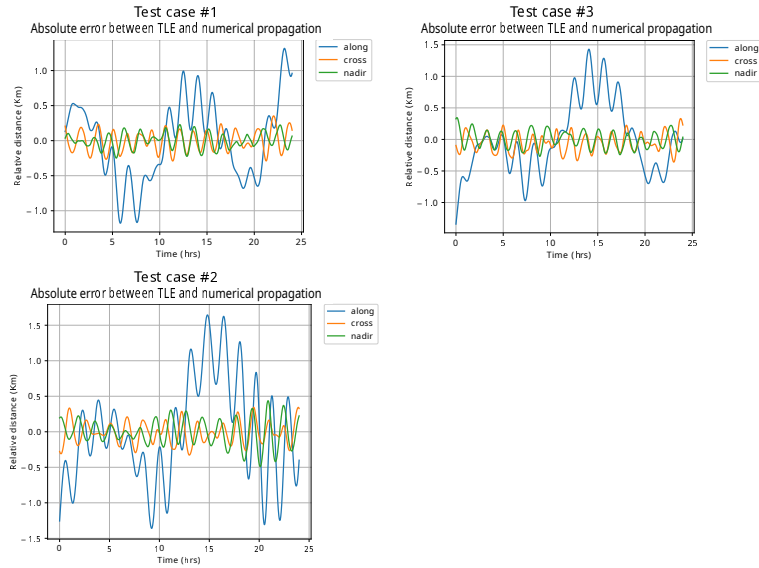 Test case #1
Absolute error between TLE and numerical propagation
1.0
0.5
0.0
−0.5
−1.0
Relative distance (Km)
0 5 10 15 20 25
Time (hrs)
along
cross
nadir
Test case #3
Absolute error between TLE and numerical propagation
1.5
1.0
0.5
0.0
−0.5
−1.0
Relative distance (Km)
0 5 10 15 20 25
Time (hrs)
along
cross
nadir
Test case #2
Absolute error between TLE and numerical propagation
1.5
1.0
0.5
0.0
−0.5
−1.0
−1.5
Relative distance (Km)
0 5 10 15 20 25
Time (hrs)
along
cross
nadir